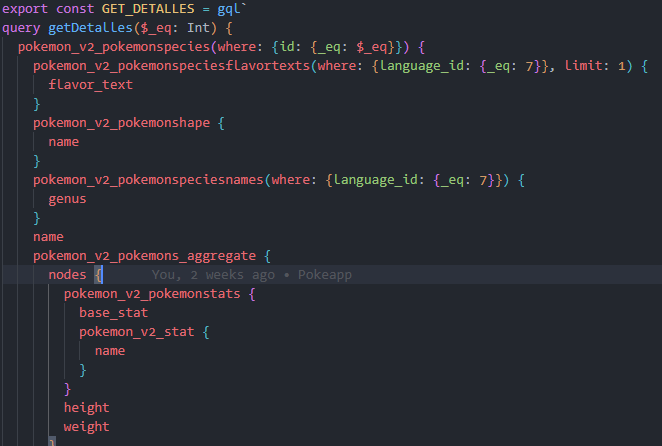 export const GET_DETALLES = gql`
query getDetalles($_eq: Int) {
pokemon_v2_pokemonspecies(where: {id: {_eq: $_eq}}) {
pokemon_v2_pokemonspeciesflavortexts(where: {language_id: {_eq: 7}}, limit: 1) {
flavor_text
}
pokemon_v2_pokemonshape {
name
}
pokemon_v2_pokemonspeciesnames(where: {language_id: {_eq: 7}}) {
genus
}
name
pokemon_v2_pokemons_aggregate {
nodes { You, 2 weeks ago • Pokeapp
pokemon_v2_pokemonstats {
base_stat
pokemon_v2_stat {
name
}
}
height
weight
}